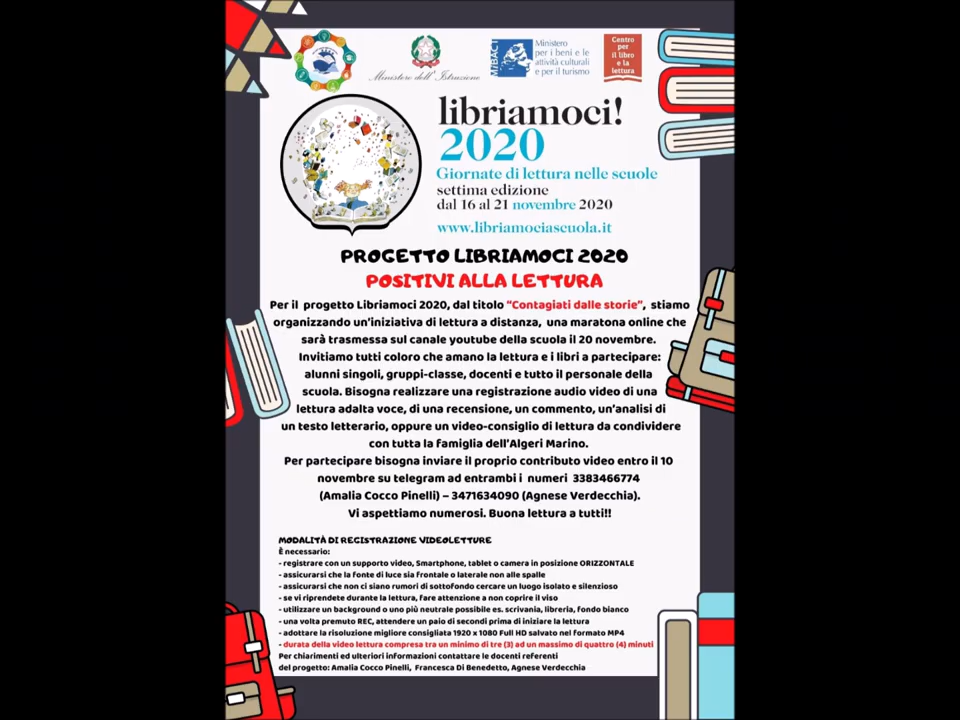 Ministero dell'Istruzione
MiBACT
Ministero
per i beni e le
attività culturali
e per il turismo
Centro
per
il libro
e la
lettura
libriamoci!
2020
Giornate di lettura nelle scuole
settima edizione
dal 16 al 21 novembre 2020
www.libriamociascuola.it
PROGETTO LIBRIAMOCI 2020
POSITIVI ALLA LETTURA
Per il progetto Libriamoci 2020, dal titolo "Contagiati dalle storie", stiamo
organizzando un'iniziativa di lettura a distanza, una maratona online che
sarà trasmessa sul canale youtube della scuola il 20 novembre.
Invitiamo tutti coloro che amano la lettura e i libri a partecipare:
alunni singoli, gruppi-classe, docenti e tutto il personale della
scuola. Bisogna realizzare una registrazione audio video di una
lettura adalta voce, di una recensione, un commento, un'analisi di
un testo letterario, oppure un video-consiglio di lettura da condividere
con tutta la famiglia dell'Algeri Marino.
Per partecipare bisogna inviare il proprio contributo video entro il 10
novembre su telegram ad entrambi i numeri 3383466774
(Amalia Cocco Pinelli) – 3471634090 (Agnese Verdecchia).
Vi aspettiamo numerosi. Buona lettura a tutti!!
MODALITÀ DI REGISTRAZIONE VIDEOLETTURE
È necessario:
- registrare con un supporto video, Smartphone, tablet o camera in posizione ORIZZONTALE
- assicurarsi che la fonte di luce sia frontale o laterale non alle spalle
- assicurarsi che non ci siano rumori di sottofondo cercare un luogo isolato e silenzioso
- se vi riprendete durante la lettura, fare attenzione a non coprire il viso
- utilizzare un background o uno più neutrale possibile es. scrivania, libreria, fondo bianco
- una volta premuto REC, attendere un paio di secondi prima di iniziare la lettura
- adottare la risoluzione migliore consigliata 1920 x 1080 Full HD salvato nel formato MP4
- durata della video lettura compresa tra un minimo di tre (3) ad un massimo di quattro (4) minuti
Per chiarimenti ed ulteriori informazioni contattare le docenti referenti
del progetto: Amalia Cocco Pinelli, Francesca Di Benedetto, Agnese Verdecchia